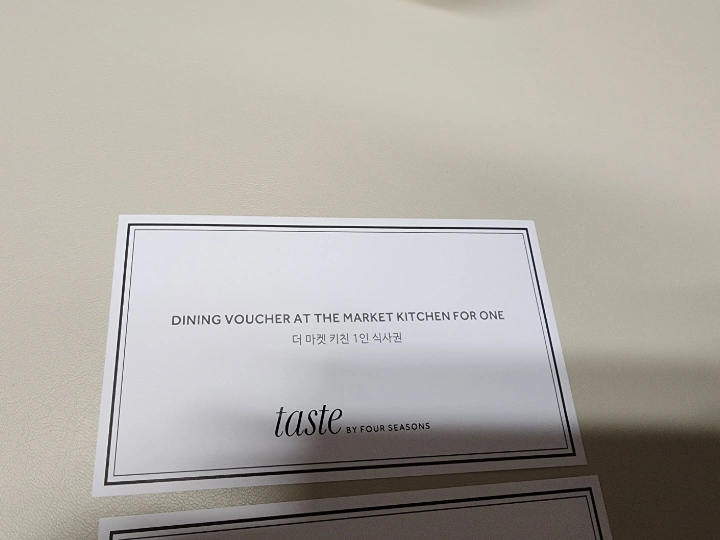 DINING VOUCHER AT THE MARKET KITCHEN FOR ONE
더 마켓 키친 1인 식사권
taste BY FOUR SEASONS